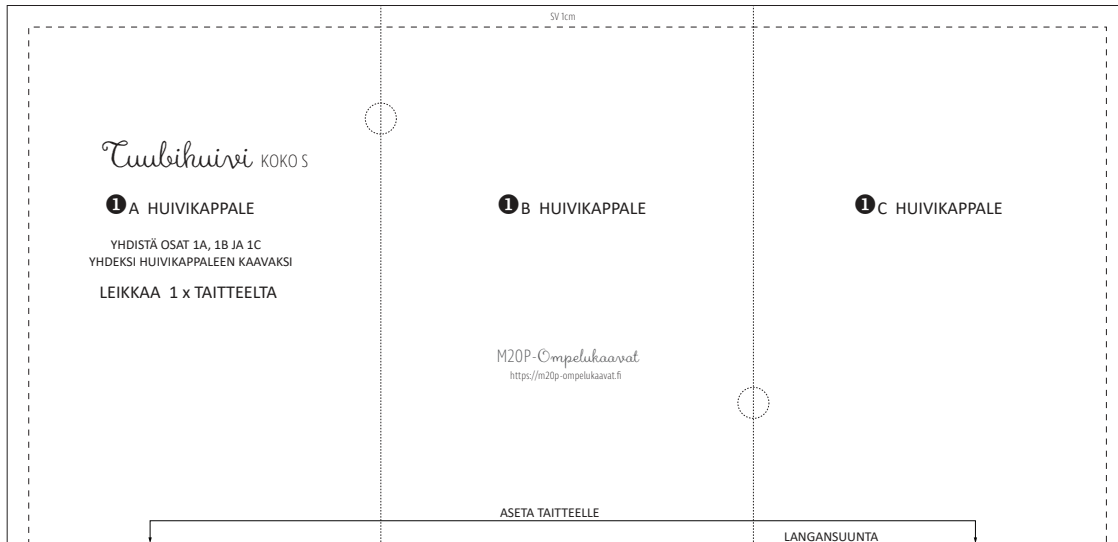 SV 1cm
Tuubihuivi KOKO S
❶A HUIVIKAPPALE
YHDISTÄ OSAT 1A, 1B JA 1C
YHDEKSI HUIVIKAPPALEEN KAAVAKSI
LEIKKAA 1 x TAITTEELTA
❶B HUIVIKAPPALE
M20P-Ompelukaavat
https://m20p-ompelukaavat.fi
❶C HUIVIKAPPALE
ASETA TAITTEELLE
LANGANSUUNTA